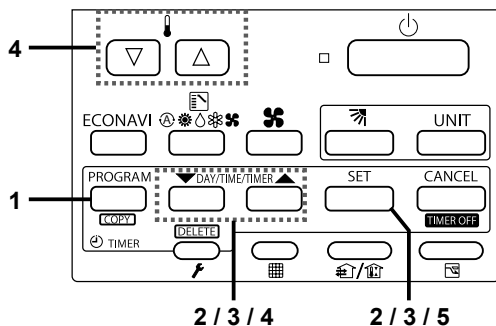 4
ECONAVI
UNIT
PROGRAM
DAY/TIME/TIMER
SET
CANCEL
1
COPY
TIMER OFF
TIMER
DELETE
2 / 3 / 4
2 / 3 / 5